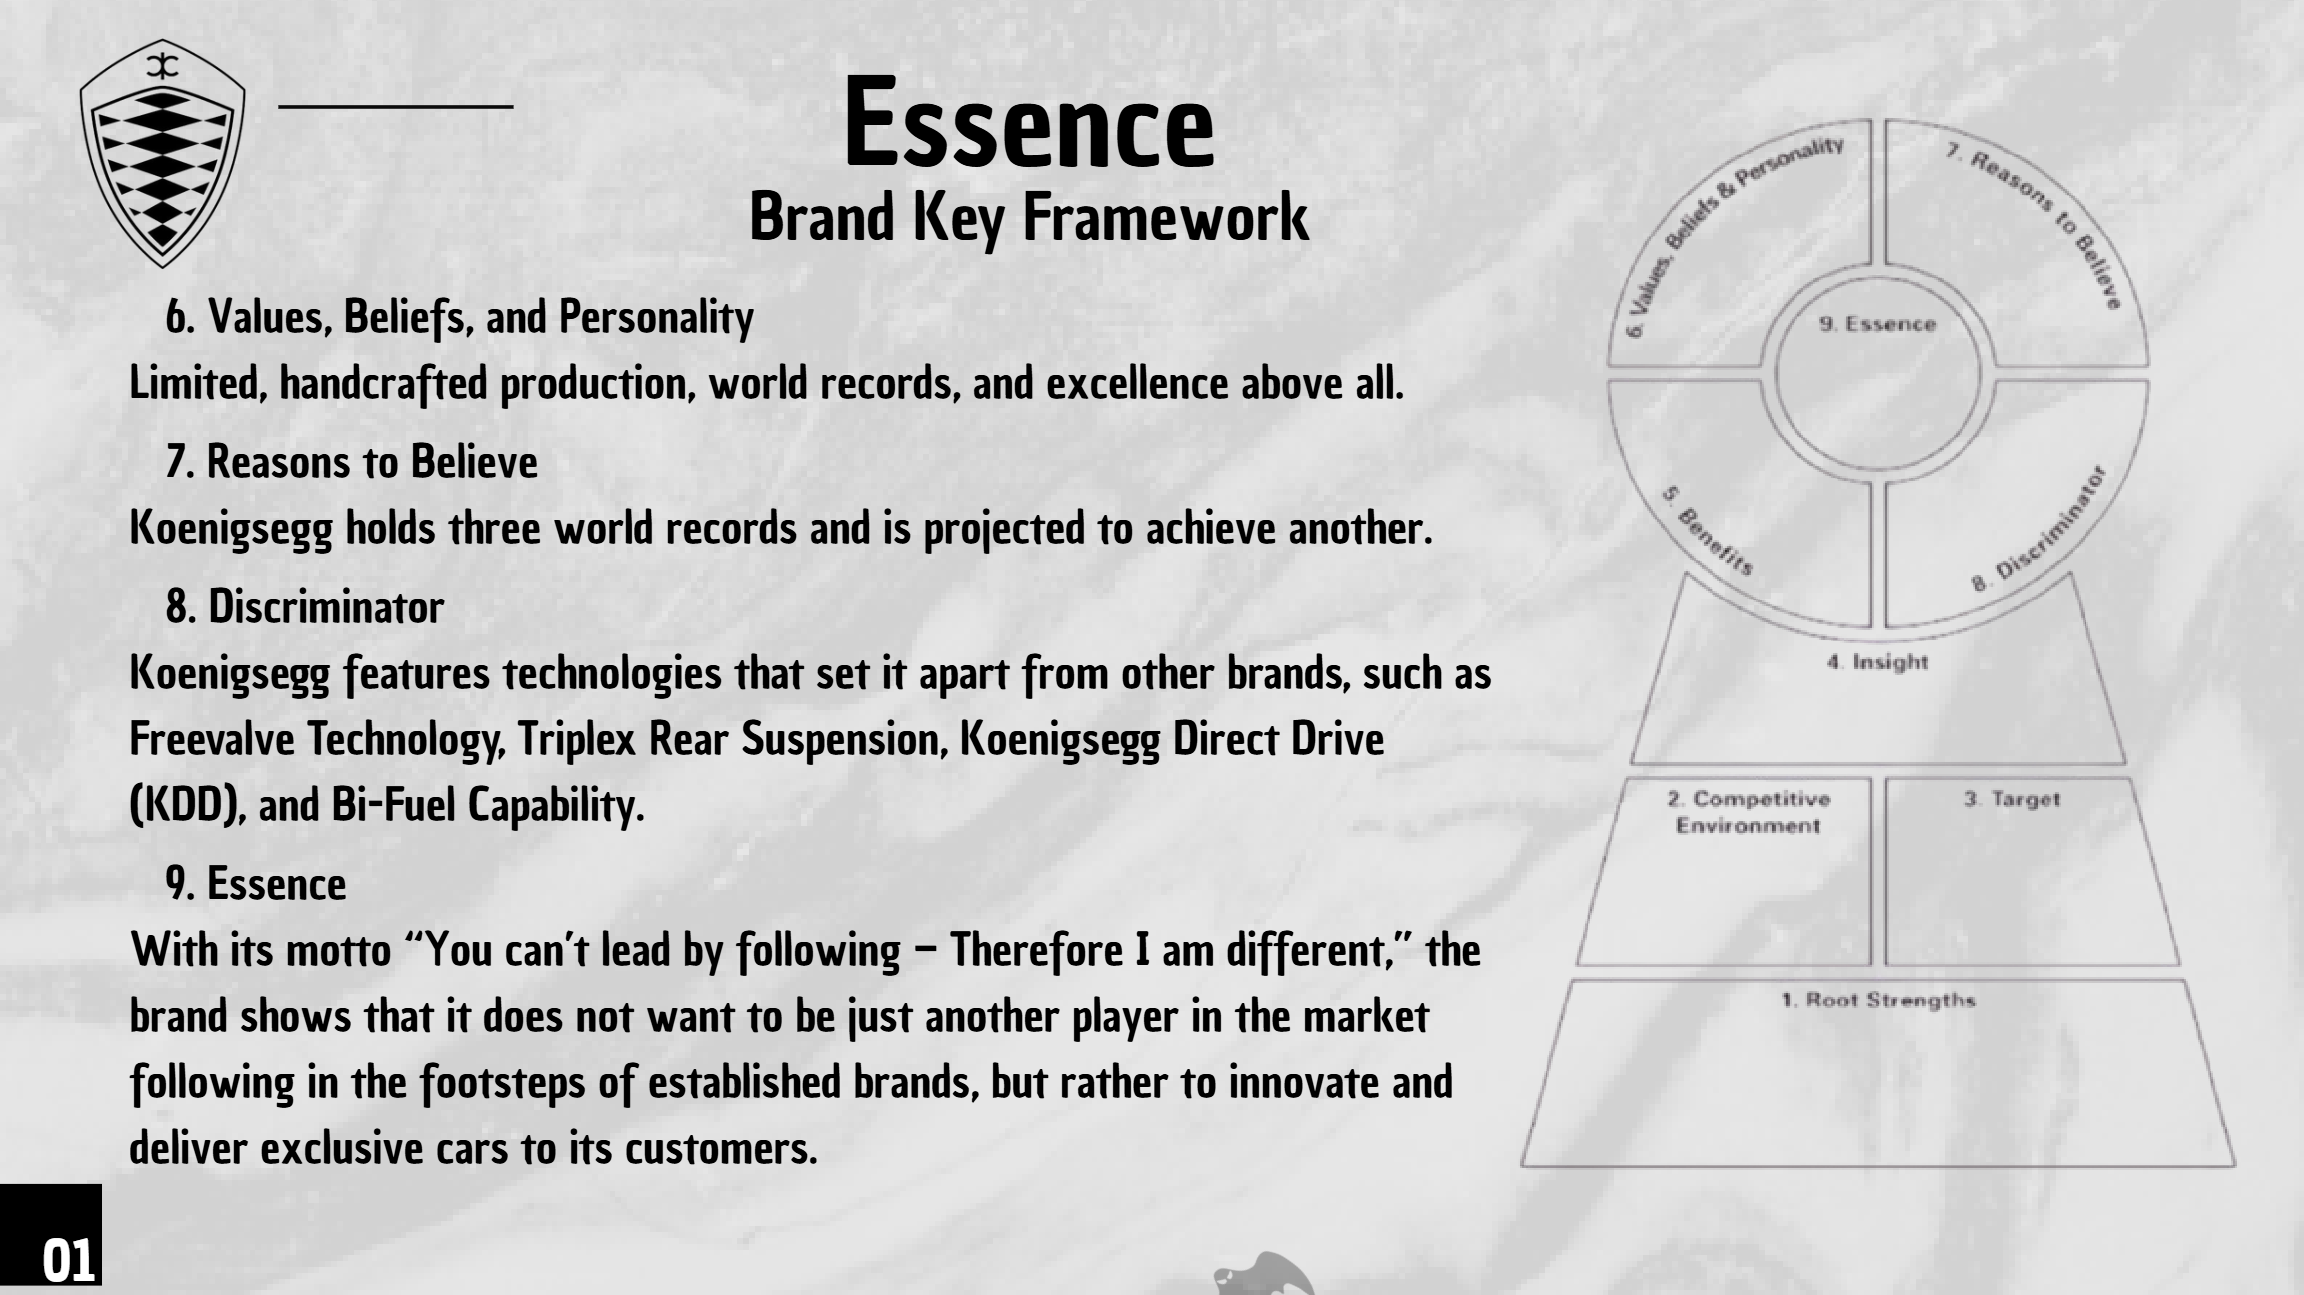 Essence
Brand Key Framework
6. Values, Beliefs, and Personality
Limited, handcrafted production, world records, and excellence above all.
7. Reasons to Believe
Koenigsegg holds three world records and is projected to achieve another.
8. Discriminator
Koenigsegg features technologies that set it apart from other brands, such as
Freevalve Technology, Triplex Rear Suspension, Koenigsegg Direct Drive
(KDD), and Bi-Fuel Capability.
9. Essence
With its motto “You can’t lead by following – Therefore I am different,” the
brand shows that it does not want to be just another player in the market
following in the footsteps of established brands, but rather to innovate and
deliver exclusive cars to its customers.
01
6. Values, Beliefs & Personality
7. Reasons to Believe
9. Essence
5. Benefits
8. Discriminator
4. Insight
2. Competitive
Environment
3. Target
1. Root Strengths